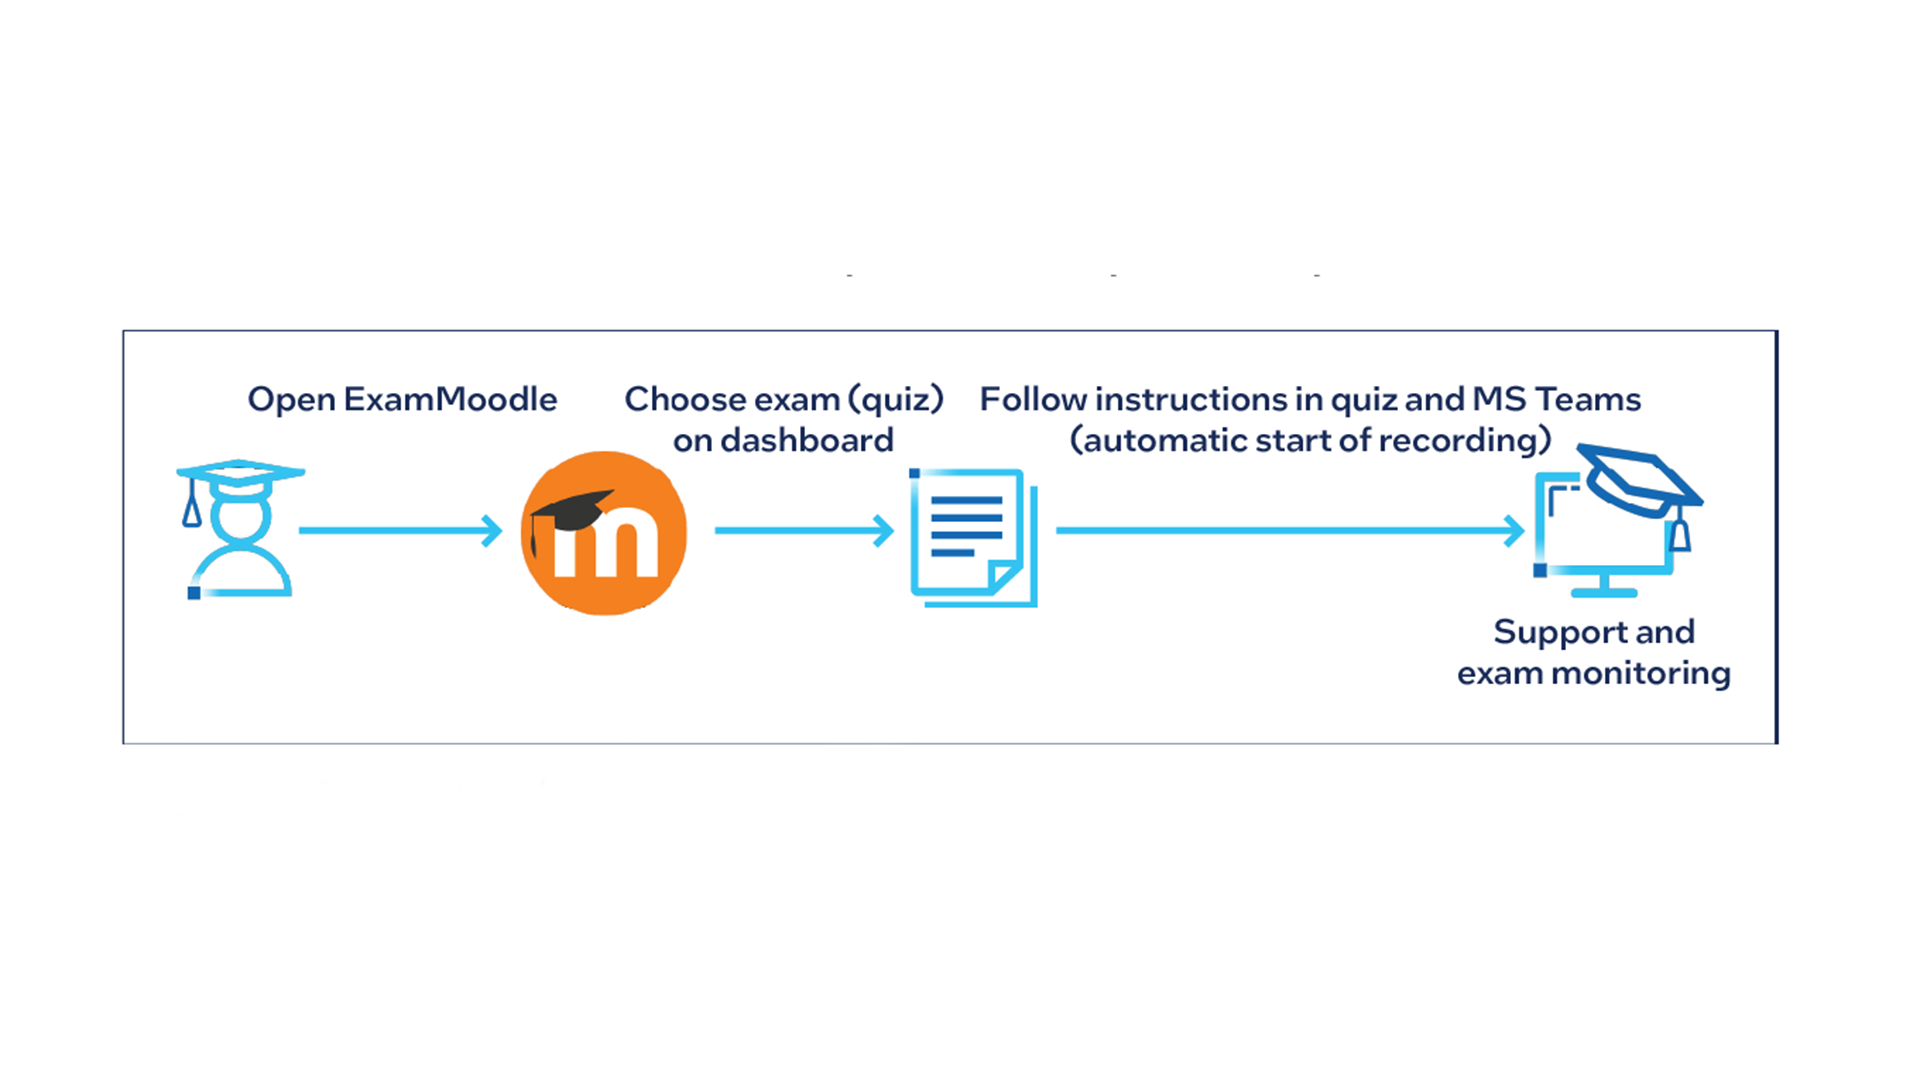 Open ExamMoodle
Choose exam (quiz)
on dashboard
Follow instructions in quiz and MS Teams
(automatic start of recording)
m
Support and
exam monitoring